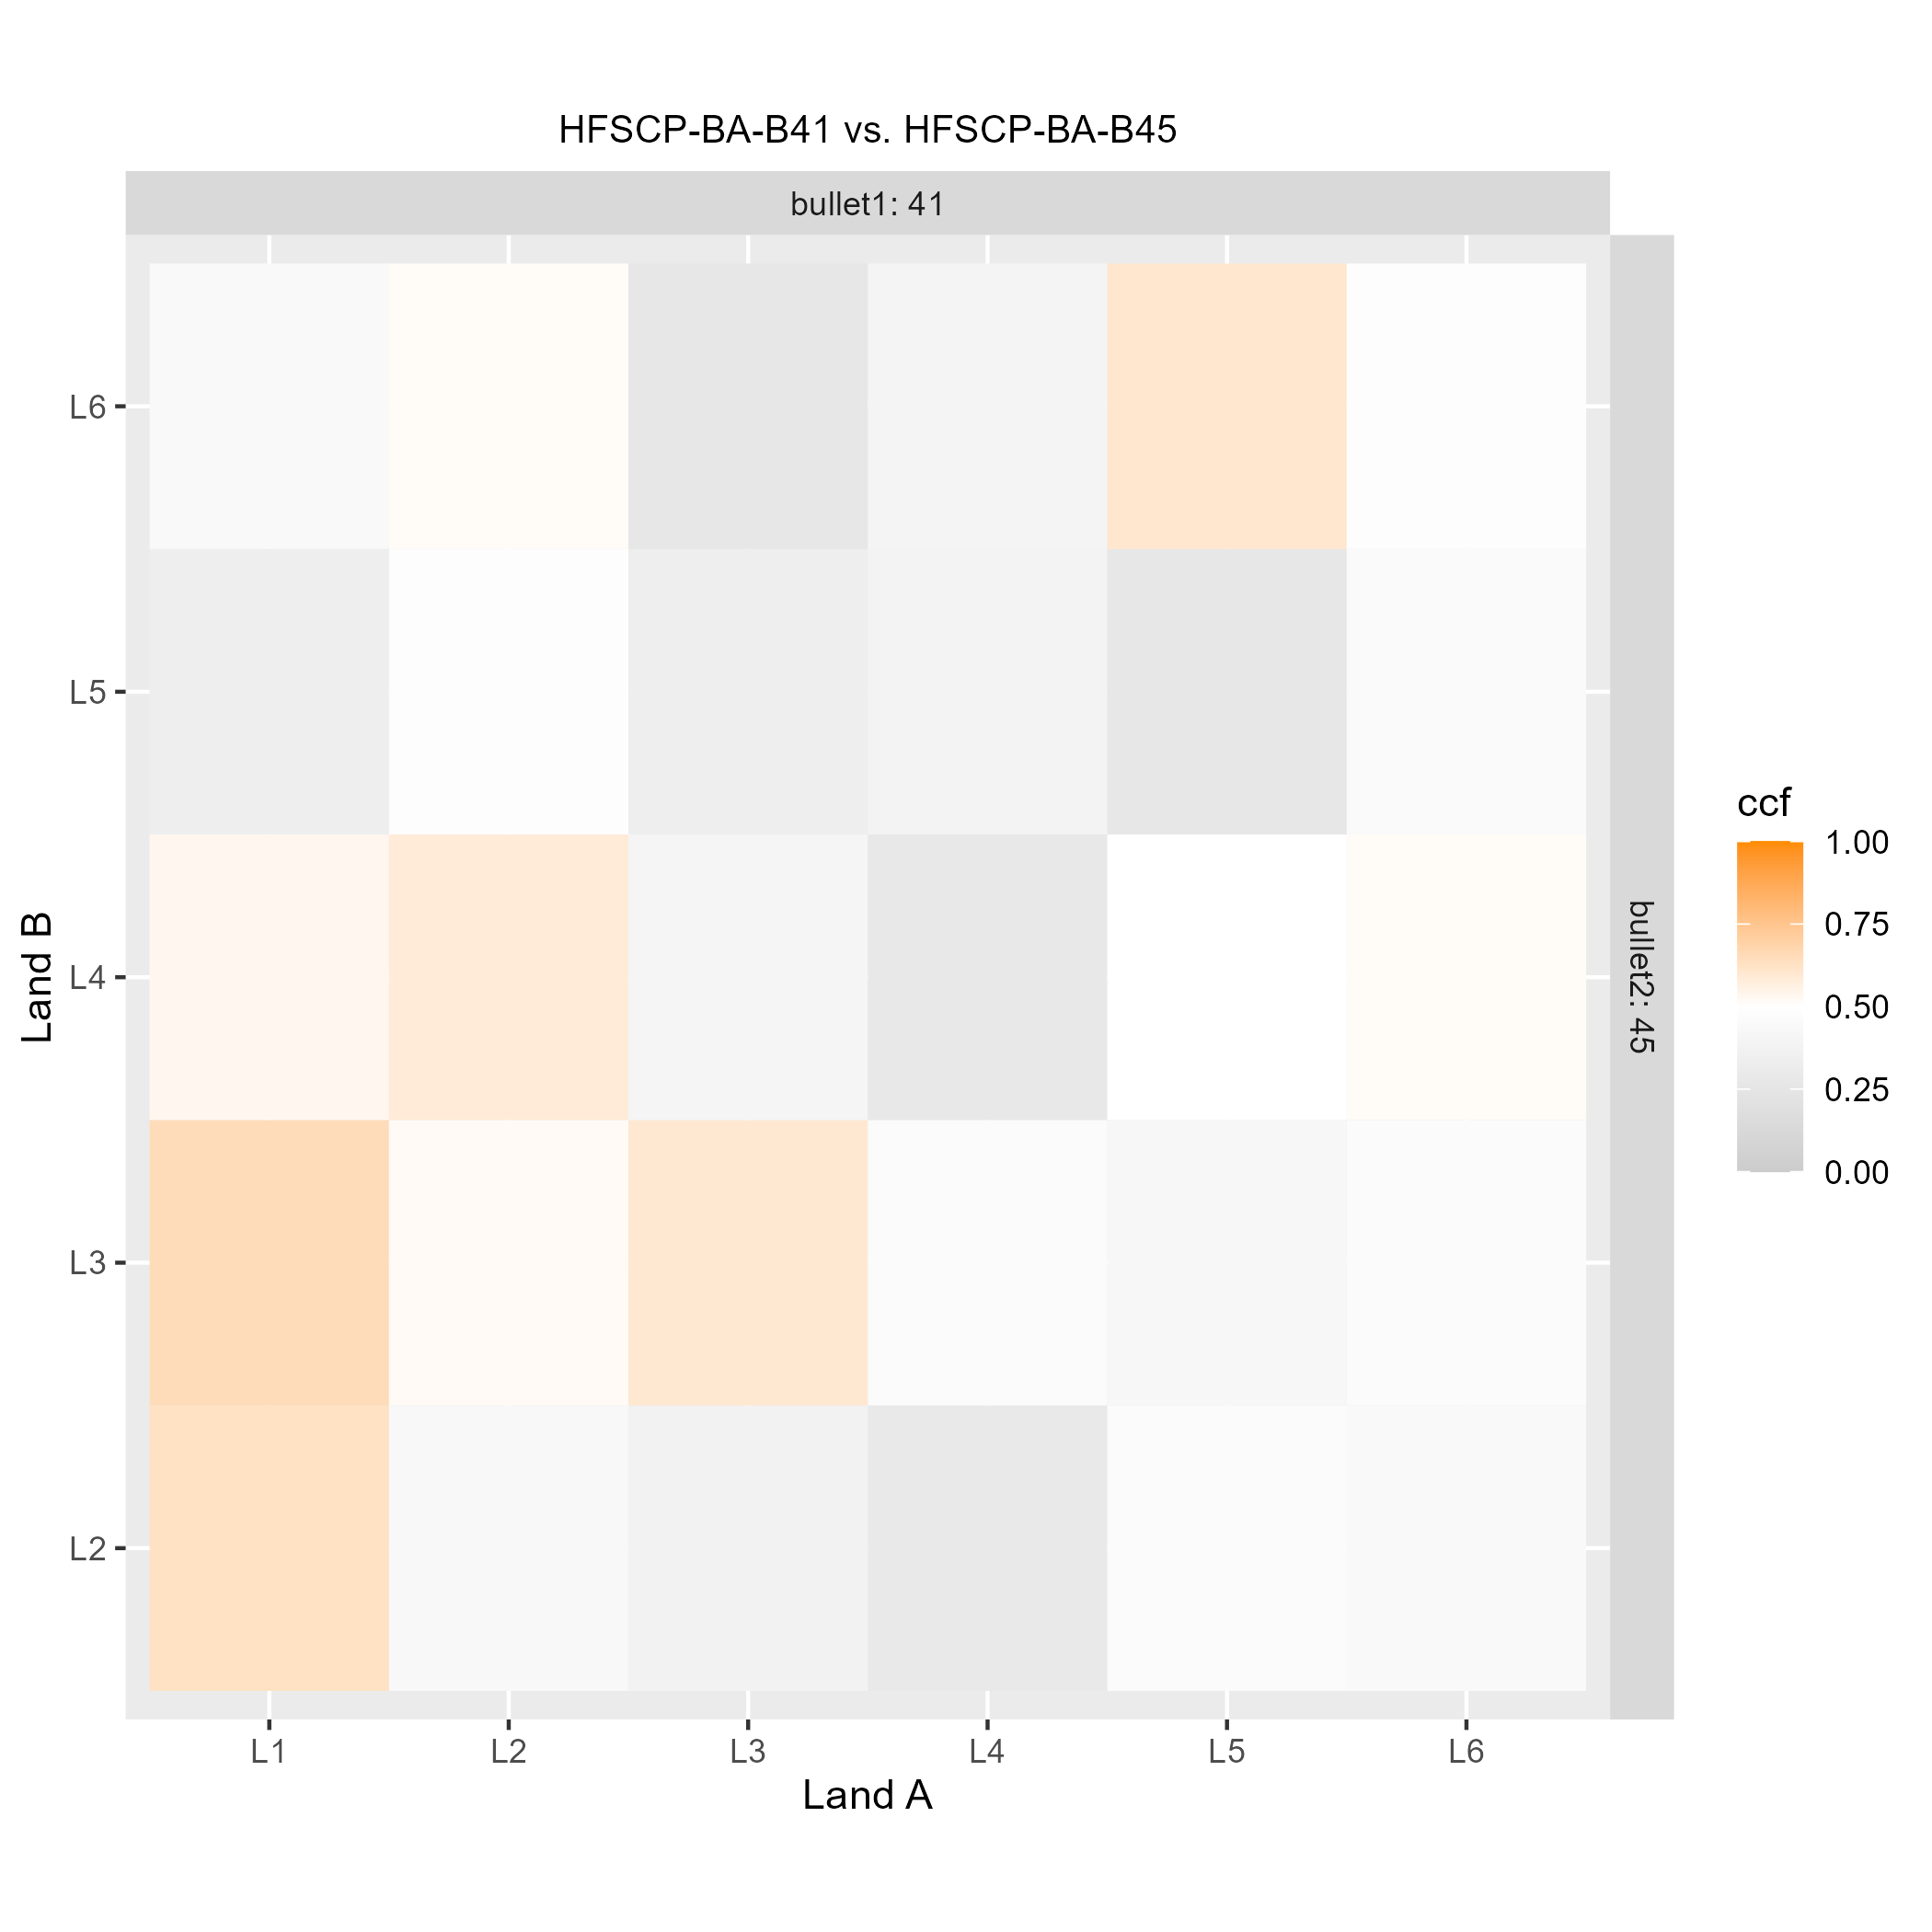 HFSCP-BA-B41 vs. HFSCP-BA-B45
bullet1: 41
L6
L5
L4
L3
L2
Land B
L1 L2 L3 L4 L5 L6
Land A
bullet2: 45
ccf
1.00
0.75
0.50
0.25
0.00